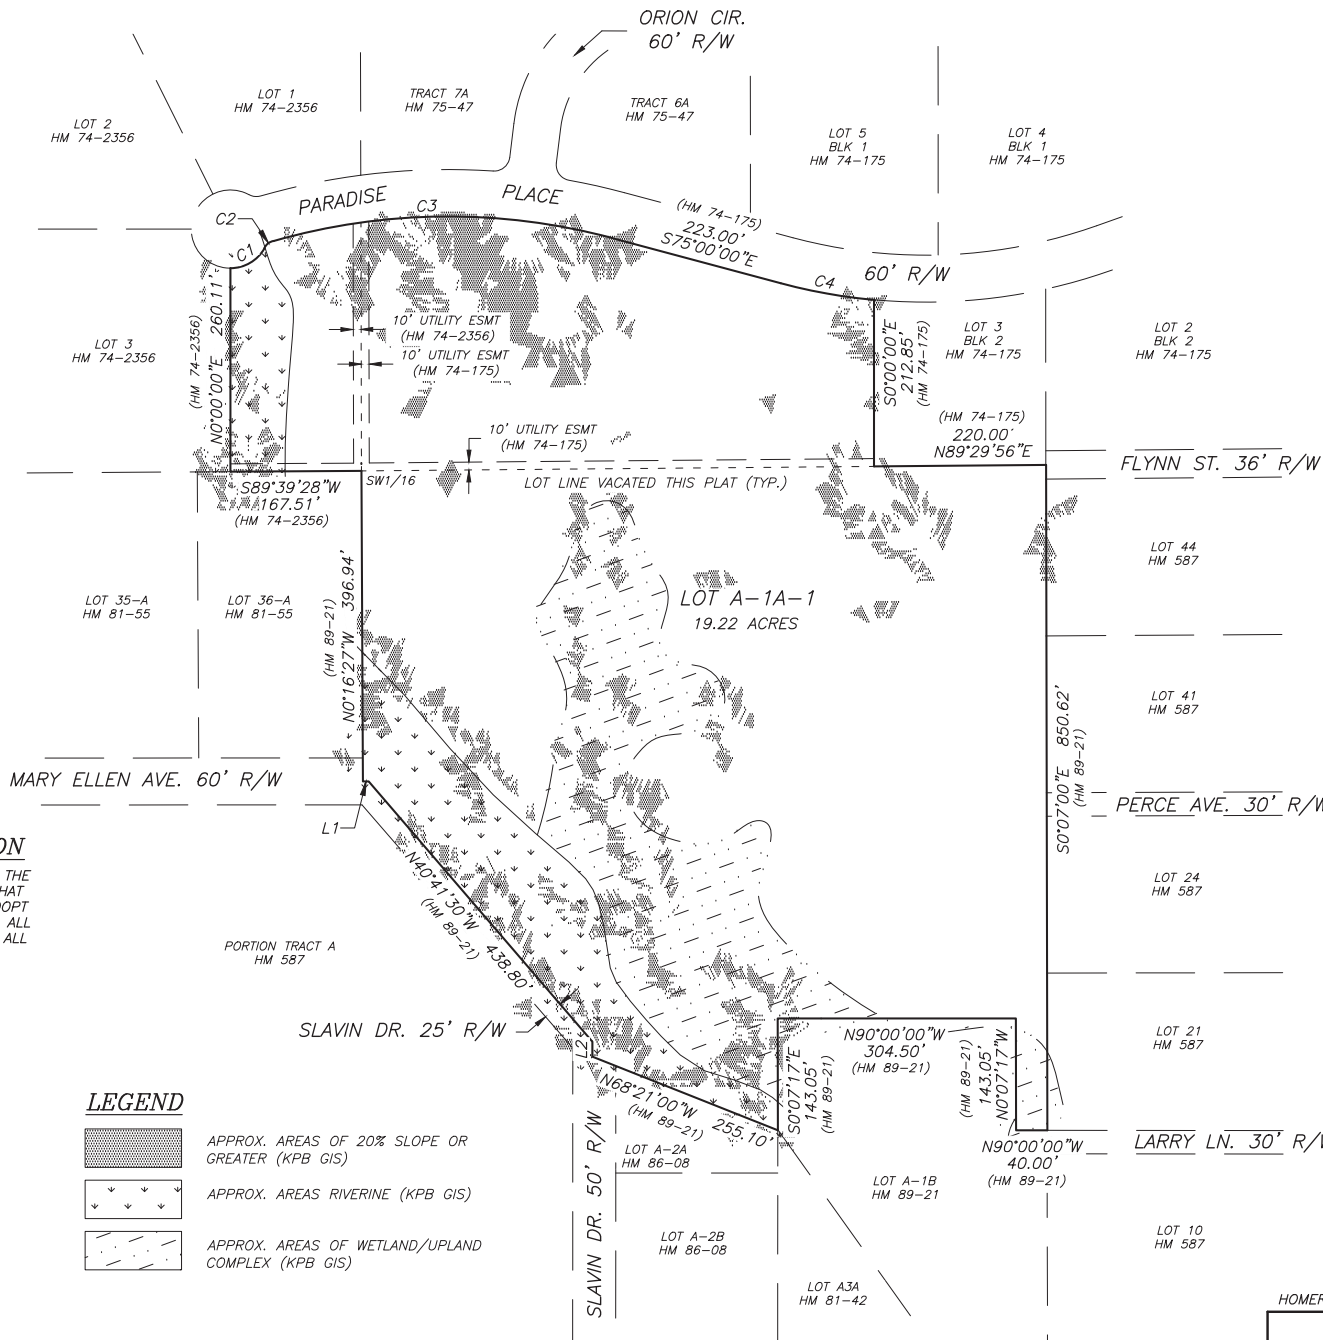 ORION CIR.
60' R/W
LOT 1
HM 74-2356
TRACT 7A
HM 75-47
TRACT 6A
HM 75-47
LOT 2
HM 74-2356
LOT 5
BLK 1
HM 74-175
LOT 4
BLK 1
HM 74-175
PARADISE
PLACE
C3
C2
C1
(HM 74-175)
223.00'
S75°00'00"E
C4
60' R/W
LOT 3
HM 74-2356
(HM 74-2356)
N0°00'00"E 260.11'
10' UTILITY ESMT
(HM 74-2356)
10' UTILITY ESMT
(HM 74-175)
S0°00'00"E
212.85'
(HM 74-175)
LOT 3
BLK 2
HM 74-175
LOT 2
BLK 2
HM 74-175
(HM 74-175)
220.00'
N89°29'56"E
10' UTILITY ESMT
(HM 74-175)
FLYNN ST. 36' R/W
S89°39'28"W
167.51'
(HM 74-2356)
SW1/16
LOT LINE VACATED THIS PLAT (TYP.)
LOT 44
HM 587
LOT 35-A
HM 81-55
LOT 36-A
HM 81-55
(HM 89-21)
N0°16'27"W 396.94'
LOT A-1A-1
19.22 ACRES
LOT 41
HM 587
S0°07'00"E 850.62'
(HM 89-21)
MARY ELLEN AVE. 60' R/W
L1
PERCE AVE. 30' R/W
ON
THE
HAT
OPT
ALL
ALL
N40°41'30"W 438.80'
(HM 89-21)
LOT 24
HM 587
PORTION TRACT A
HM 587
SLAVIN DR. 25' R/W
L2
N68°21'00"W 255.10'
(HM 89-21)
S0°07'17"E
143.05'
(HM 89-21)
N90°00'00"W
304.50'
(HM 89-21)
(HM 89-21)
143.05'
N0°07'17"W
LOT 21
HM 587
LEGEND
APPROX. AREAS OF 20% SLOPE OR
GREATER (KPB GIS)
APPROX. AREAS RIVERINE (KPB GIS)
APPROX. AREAS OF WETLAND/UPLAND
COMPLEX (KPB GIS)
SLAVIN DR. 50' R/W
LOT A-2A
HM 86-08
N90°00'00"W
40.00'
(HM 89-21)
LARRY LN. 30' R/W
LOT A-1B
HM 89-21
LOT A-2B
HM 86-08
LOT 10
HM 587
LOT A3A
HM 81-42
HOMER